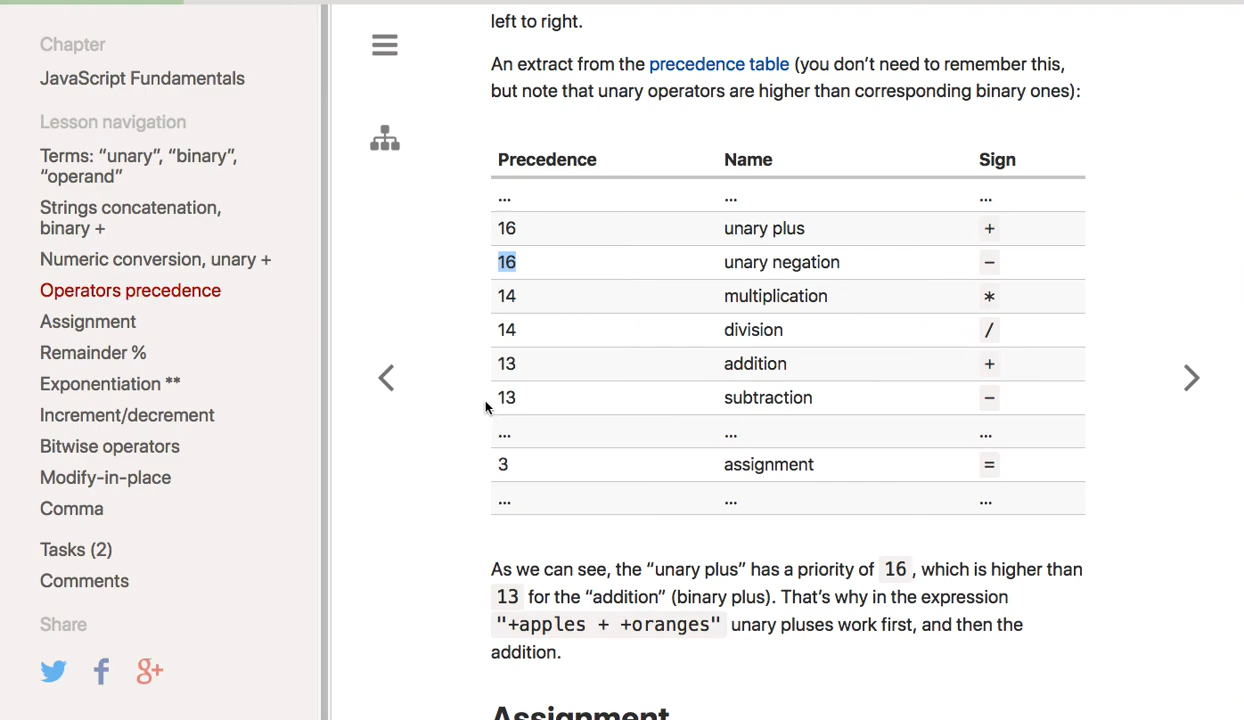 Chapter
JavaScript Fundamentals
Lesson navigation
Terms: “unary”, “binary”,
“operand”
Strings concatenation,
binary +
Numeric conversion, unary +
Operators precedence
Assignment
Remainder %
Exponentiation **
Increment/decrement
Bitwise operators
Modify-in-place
Comma
Tasks (2)
Comments
Share
left to right.
An extract from the precedence table (you don’t need to remember this,
but note that unary operators are higher than corresponding binary ones):
Precedence Name Sign
... ... ...
16 unary plus +
16 unary negation -
14 multiplication *
14 division /
13 addition +
13 subtraction -
... ... ...
3 assignment =
... ... ...
As we can see, the “unary plus” has a priority of 16 , which is higher than
13 for the “addition” (binary plus). That’s why in the expression
"+apples + +oranges" unary pluses work first, and then the
addition.
Assignment